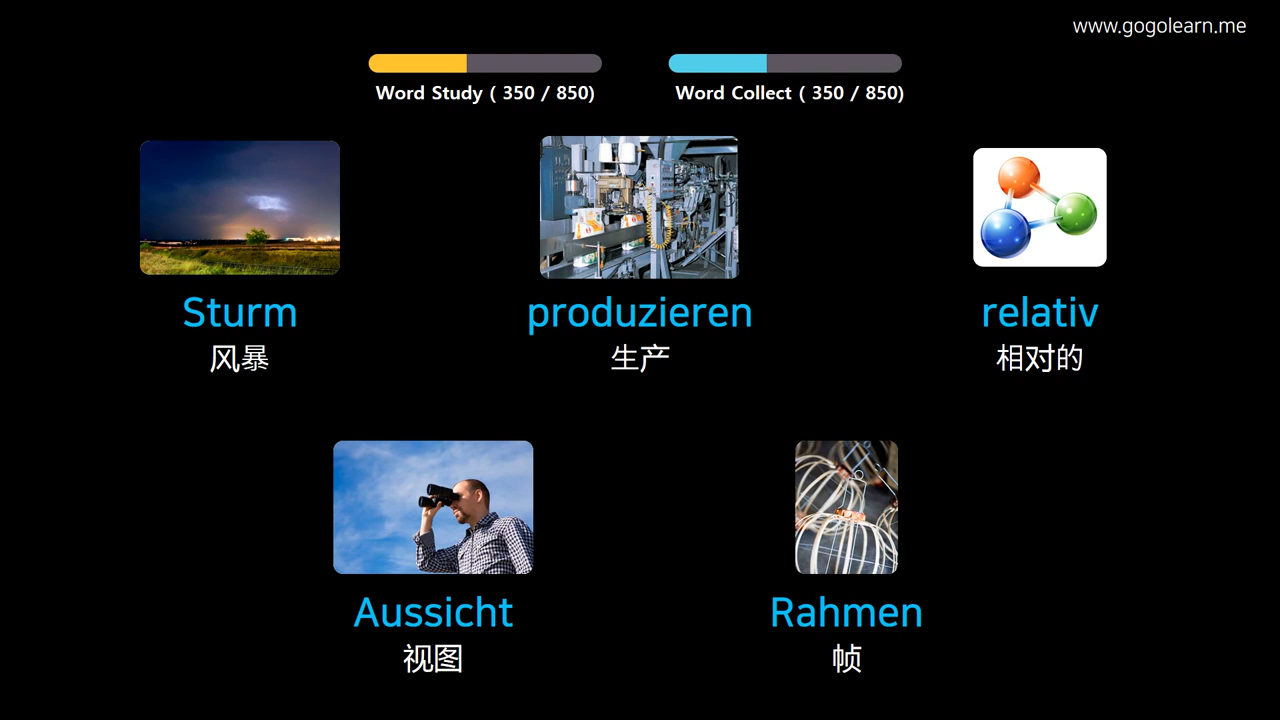 www.gogolearn.me
Word Study ( 350 / 850)
Word Collect ( 350 / 850)
Sturm
风暴
produzieren
生产
relativ
相对的
Aussicht
视图
Rahmen
帧